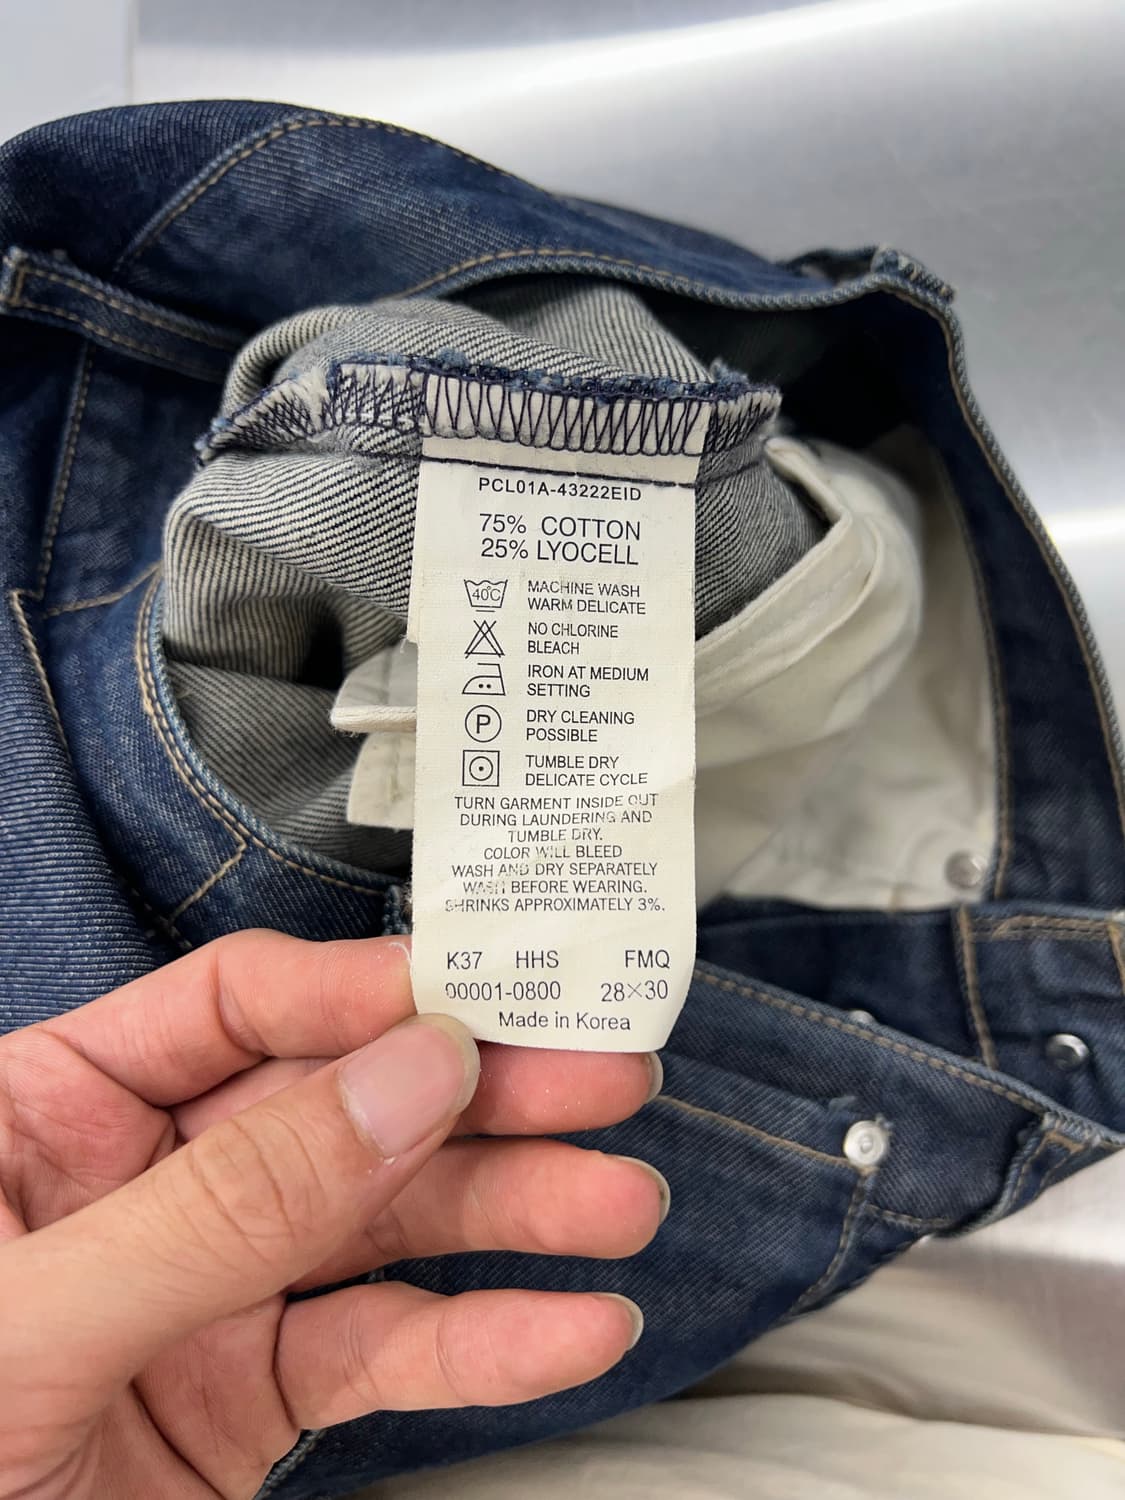 PCL01A-43222EID
75% COTTON
25% LYOCELL
40°C MACHINE WASH
WARM DELICATE
NO CHLORINE
BLEACH
IRON AT MEDIUM
SETTING
P DRY CLEANING
POSSIBLE
TUMBLE DRY
DELICATE CYCLE
TURN GARMENT INSIDE OUT
DURING LAUNDERING AND
TUMBLE DRY.
COLOR WILL BLEED
WASH AND DRY SEPARATELY
WASH BEFORE WEARING.
SHRINKS APPROXIMATELY 3%.
K37 HHS FMQ
00001-0800 28×30
Made in Korea